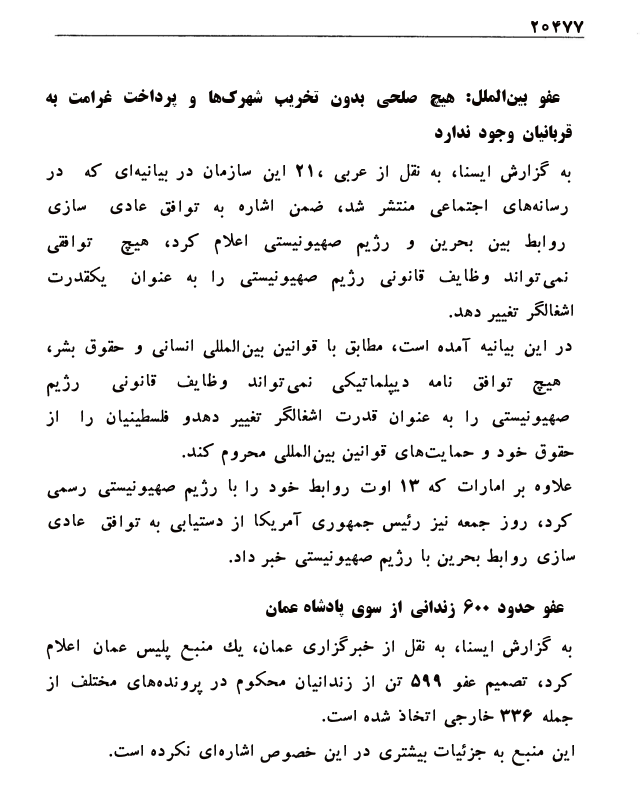 ۲۰۴۷۷
عفو بین‌الملل: هیچ صلحی بدون تخریب شهرک‌ها و پرداخت غرامت به
قربانیان وجود ندارد
به گزارش ایسنا، به نقل از عربی ۲۱، این سازمان در بیانیه‌ای که در
رسانه‌های اجتماعی منتشر شد، ضمن اشاره به توافق عادی سازی
روابط بین بحرین و رژیم صهیونیستی اعلام کرد، هیچ توافقی
نمی‌تواند وظایف قانونی رژیم صهیونیستی را به عنوان یکقدرت
اشغالگر تغییر دهد.
در این بیانیه آمده است، مطابق با قوانین بین‌المللی انسانی و حقوق بشر،
هیچ توافق نامه دیپلماتیکی نمی‌تواند وظایف قانونی رژیم
صهیونیستی را به عنوان قدرت اشغالگر تغییر دهدو فلسطینیان را از
حقوق خود و حمایت‌های قوانین بین‌المللی محروم کند.
علاوه بر امارات که ۱۳ اوت روابط خود را با رژیم صهیونیستی رسمی
کرد، روز جمعه نیز رئیس جمهوری آمریکا از دستیابی به توافق عادی
سازی روابط بحرین با رژیم صهیونیستی خبر داد.
عفو حدود ۶۰۰ زندانی از سوی پادشاه عمان
به گزارش ایسنا، به نقل از خبرگزاری عمان، یك منبع پلیس عمان اعلام
کرد، تصمیم عفو ۵۹۹ تن از زندانیان محکوم در پرونده‌های مختلف از
جمله ۳۳۶ خارجی اتخاذ شده است.
این منبع به جزئیات بیشتری در این خصوص اشاره‌ای نکرده است.